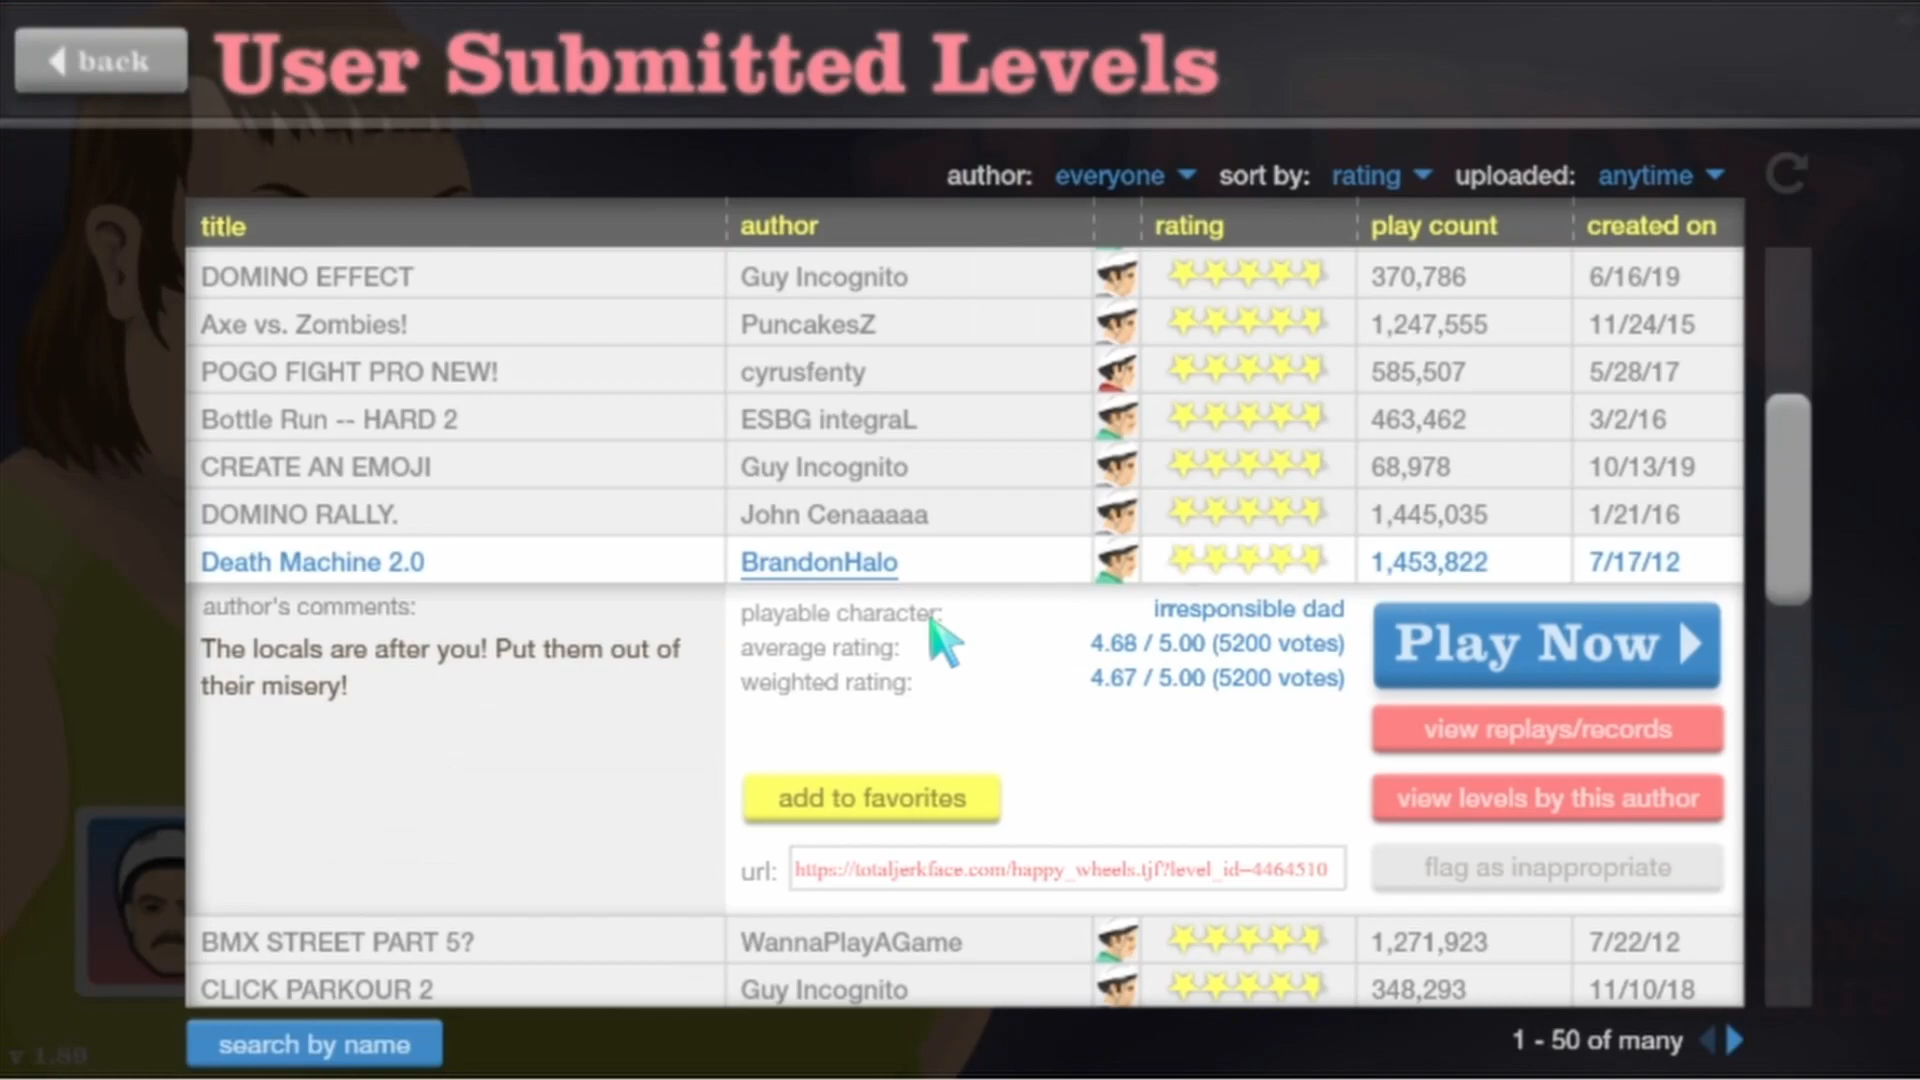 back
User Submitted Levels
author: everyone sort by: rating uploaded: anytime
title author rating play count created on
DOMINO EFFECT Guy Incognito 370,786 6/16/19
Axe vs. Zombies! PuncakesZ 1,247,555 11/24/15
POGO FIGHT PRO NEW! cyrusfenty 585,507 5/28/17
Bottle Run -- HARD 2 ESBG integraL 463,462 3/2/16
CREATE AN EMOJI Guy Incognito 68,978 10/13/19
DOMINO RALLY. John Cenaaaaa 1,445,035 1/21/16
Death Machine 2.0 BrandonHalo 1,453,822 7/17/12
author's comments:
The locals are after you! Put them out of
their misery!
playable character: irresponsible dad
average rating: 4.68 / 5.00 (5200 votes)
weighted rating: 4.67 / 5.00 (5200 votes)
Play Now
view replays/records
add to favorites
view levels by this author
url: https://totaljerkface.com/happy_wheels.tjf?level_id=4464510
flag as inappropriate
BMX STREET PART 5? WannaPlayAGame 1,271,923 7/22/12
CLICK PARKOUR 2 Guy Incognito 348,293 11/10/18
search by name
1 - 50 of many
v 1.80